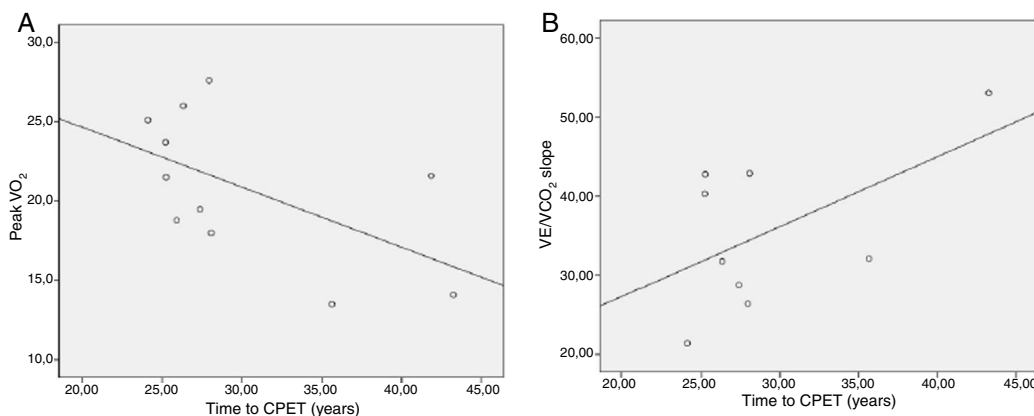 A
Peak VO2
30,0
25,0
20,0
15,0
10,0
20,00 25,00 30,00 35,00 40,00 45,00
Time to CPET (years)
B
VE/VCO2 slope
60,00
50,00
40,00
30,00
20,00
20,00 25,00 30,00 35,00 40,00 45,00
Time to CPET (years)